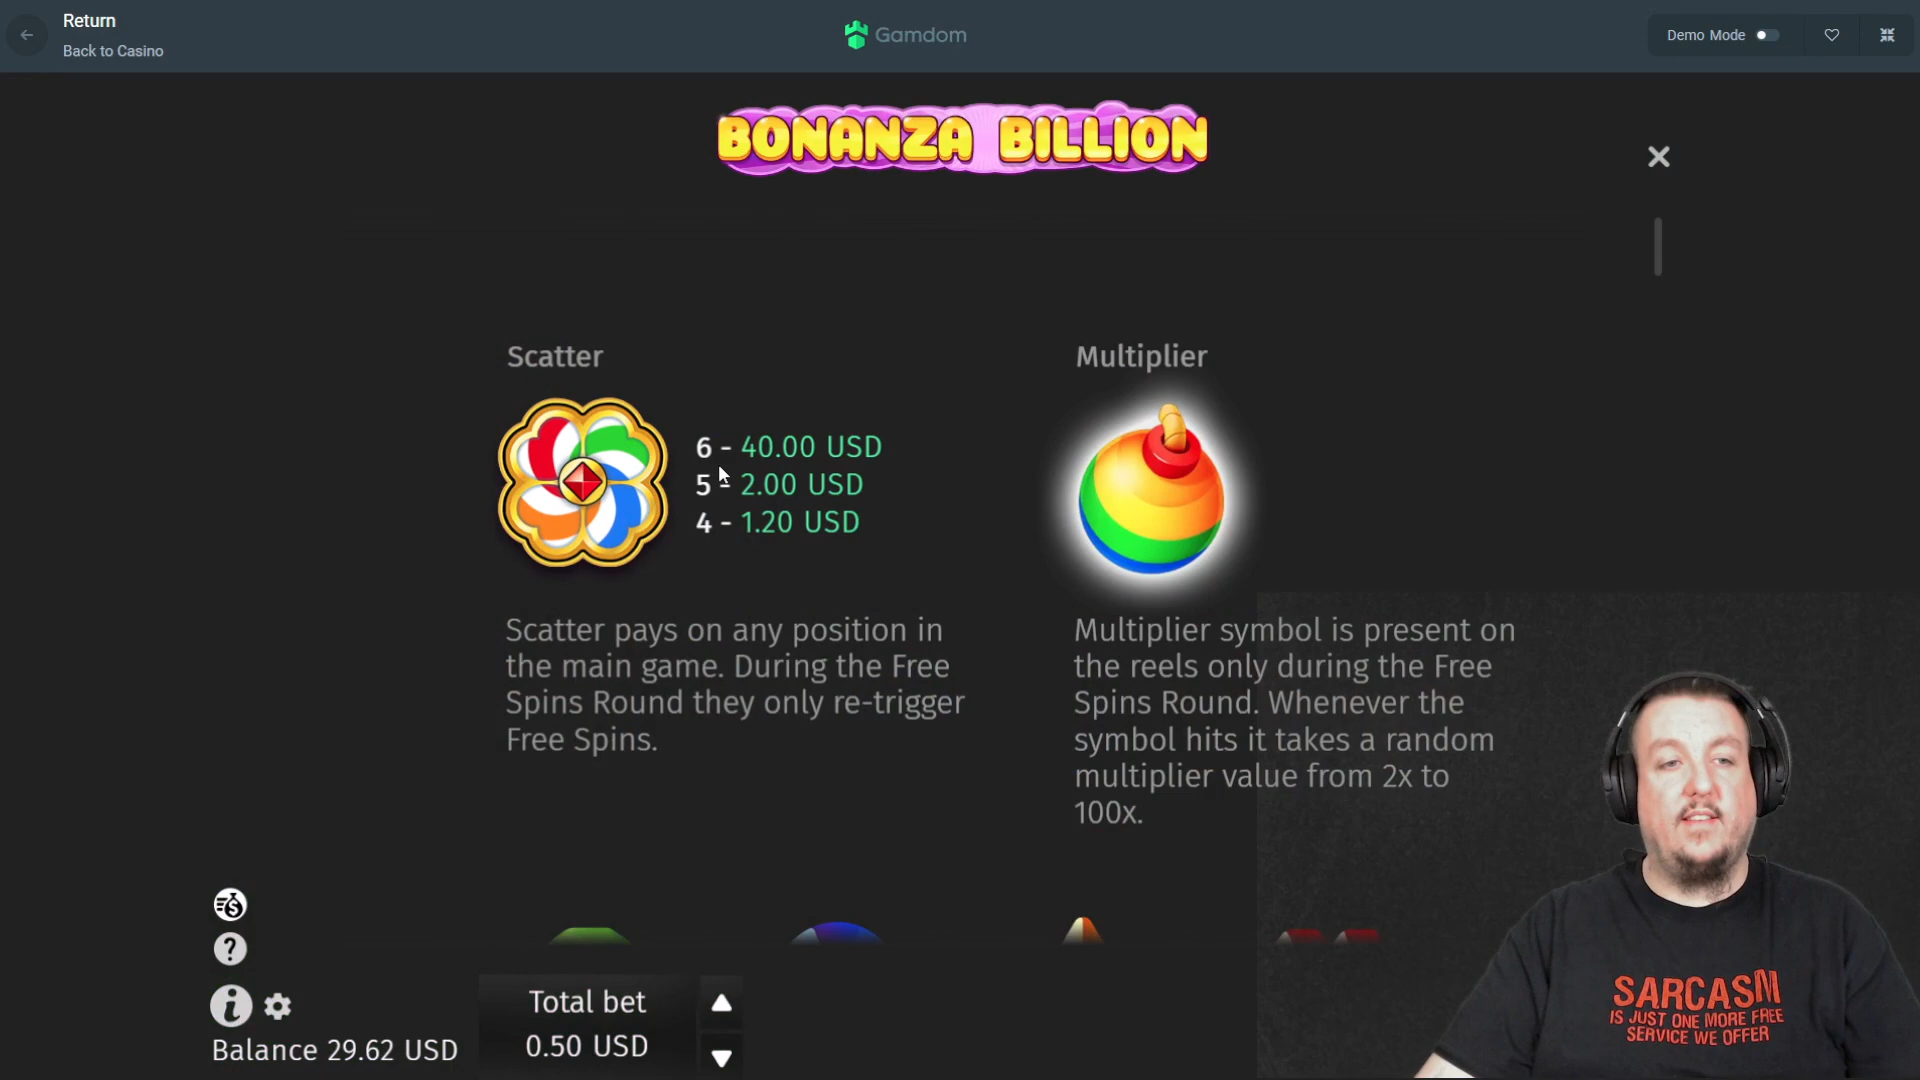 Return
Back to Casino
Gamdom
Demo Mode
BONANZA BILLION
Scatter
6 - 40.00 USD
5 - 2.00 USD
4 - 1.20 USD
Scatter pays on any position in
the main game. During the Free
Spins Round they only re-trigger
Free Spins.
Multiplier
Multiplier symbol is present on
the reels only during the Free
Spins Round. Whenever the
symbol hits it takes a random
multiplier value from 2x to
100x.
Total bet
0.50 USD
Balance 29.62 USD
SARCASM
IS JUST ONE MORE FREE
SERVICE WE OFFER